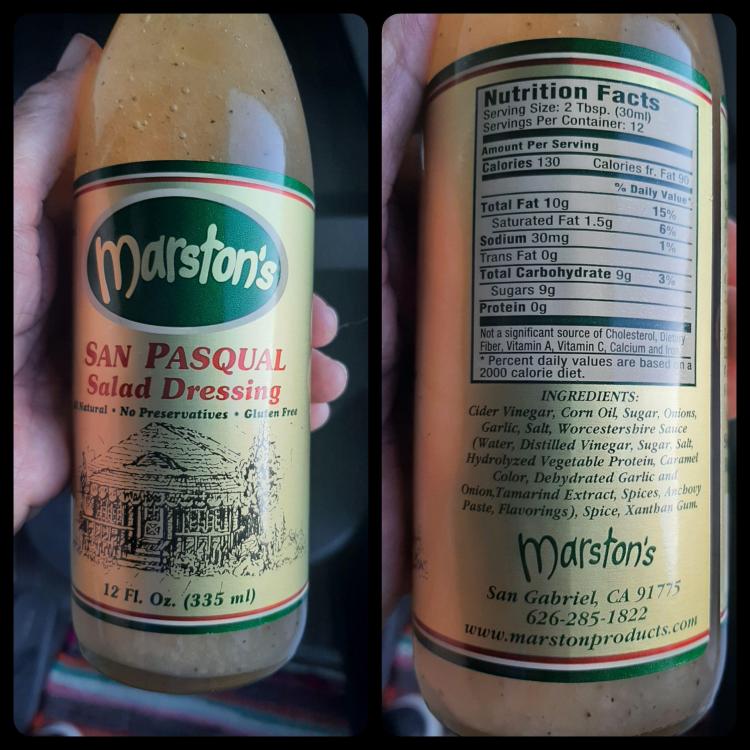 Marston's
SAN PASQUAL
Salad Dressing
Natural • No Preservatives • Gluten Free
12 Fl. Oz. (335 ml)
Nutrition Facts
Serving Size: 2 Tbsp. (30ml)
Servings Per Container: 12
Amount Per Serving
Calories 130 Calories fr. Fat 90
% Daily Value*
Total Fat 10g 15%
Saturated Fat 1.5g 6%
Sodium 30mg 1%
Trans Fat 0g
Total Carbohydrate 9g 3%
Sugars 9g
Protein 0g
Not a significant source of Cholesterol, Dietary
Fiber, Vitamin A, Vitamin C, Calcium and Iron
* Percent daily values are based on a
2000 calorie diet.
INGREDIENTS:
Cider Vinegar, Corn Oil, Sugar, Onions,
Garlic, Salt, Worcestershire Sauce
(Water, Distilled Vinegar, Sugar, Salt,
Hydrolyzed Vegetable Protein, Caramel
Color, Dehydrated Garlic and
Onion,Tamarind Extract, Spices, Anchovy
Paste, Flavorings), Spice, Xanthan Gum.
Marston's
San Gabriel, CA 91775
626-285-1822
www.marstonproducts.com